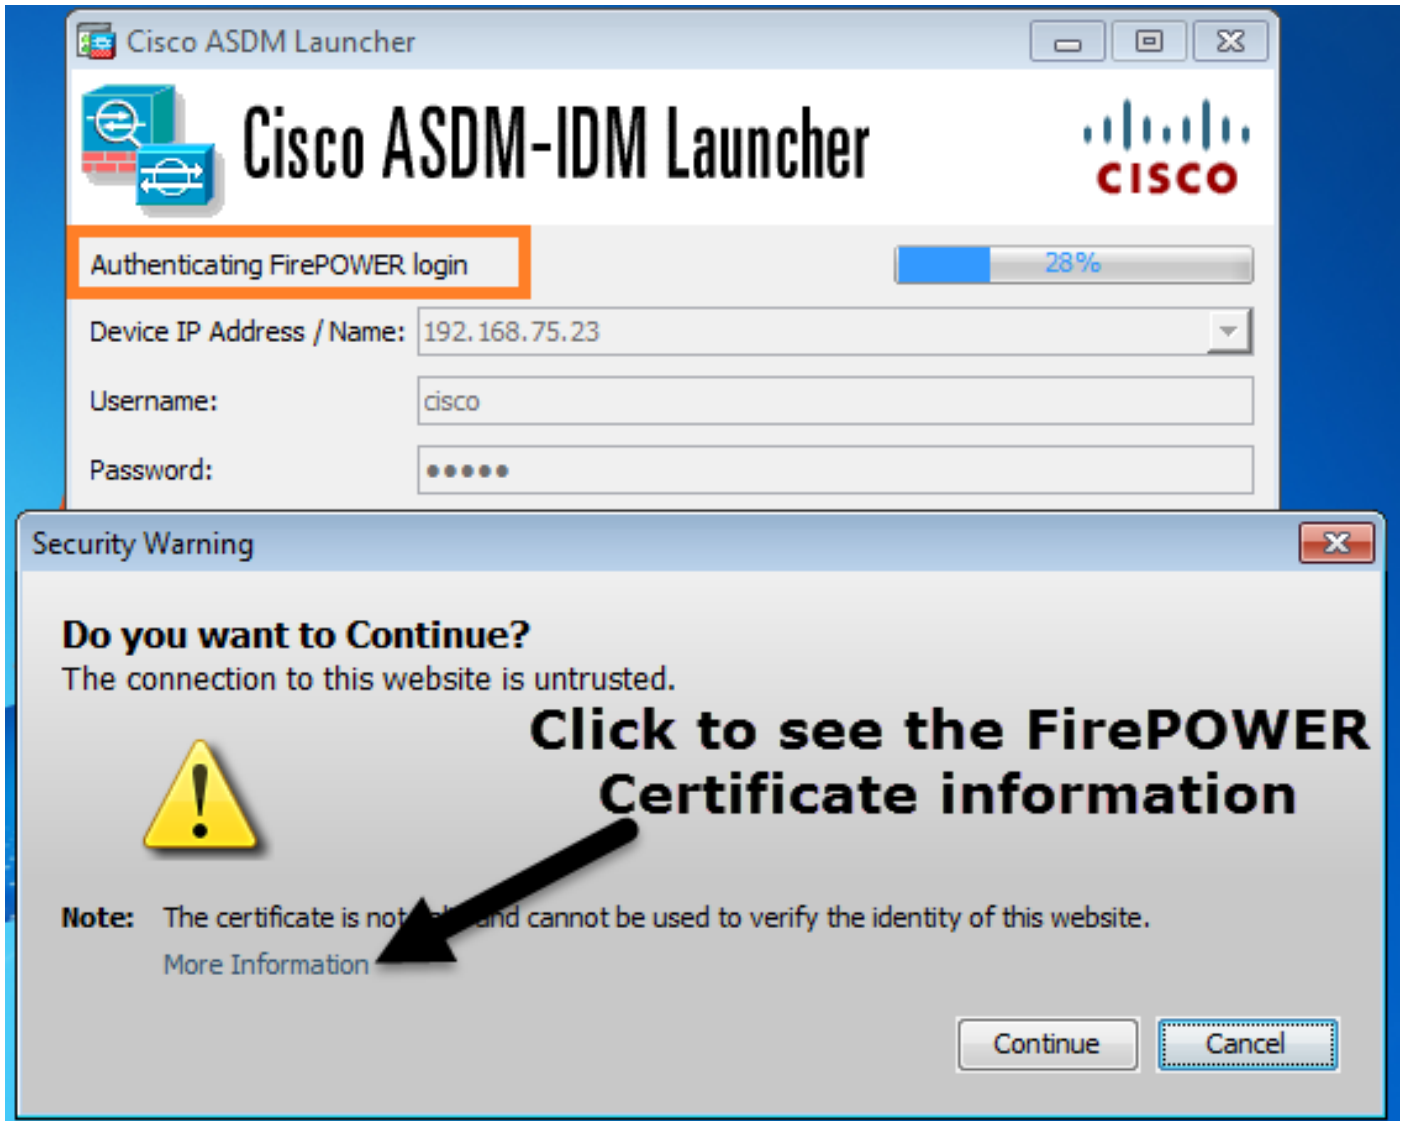 Cisco ASDM Launcher
Cisco ASDM-IDM Launcher
CISCO
Authenticating FirePOWER login
28%
Device IP Address / Name:
192.168.75.23
Username:
cisco
Password:
•••••
Security Warning
Do you want to Continue?
The connection to this website is untrusted.
Click to see the FirePOWER
Certificate information
Note: The certificate is not and cannot be used to verify the identity of this website.
More Information
Continue
Cancel